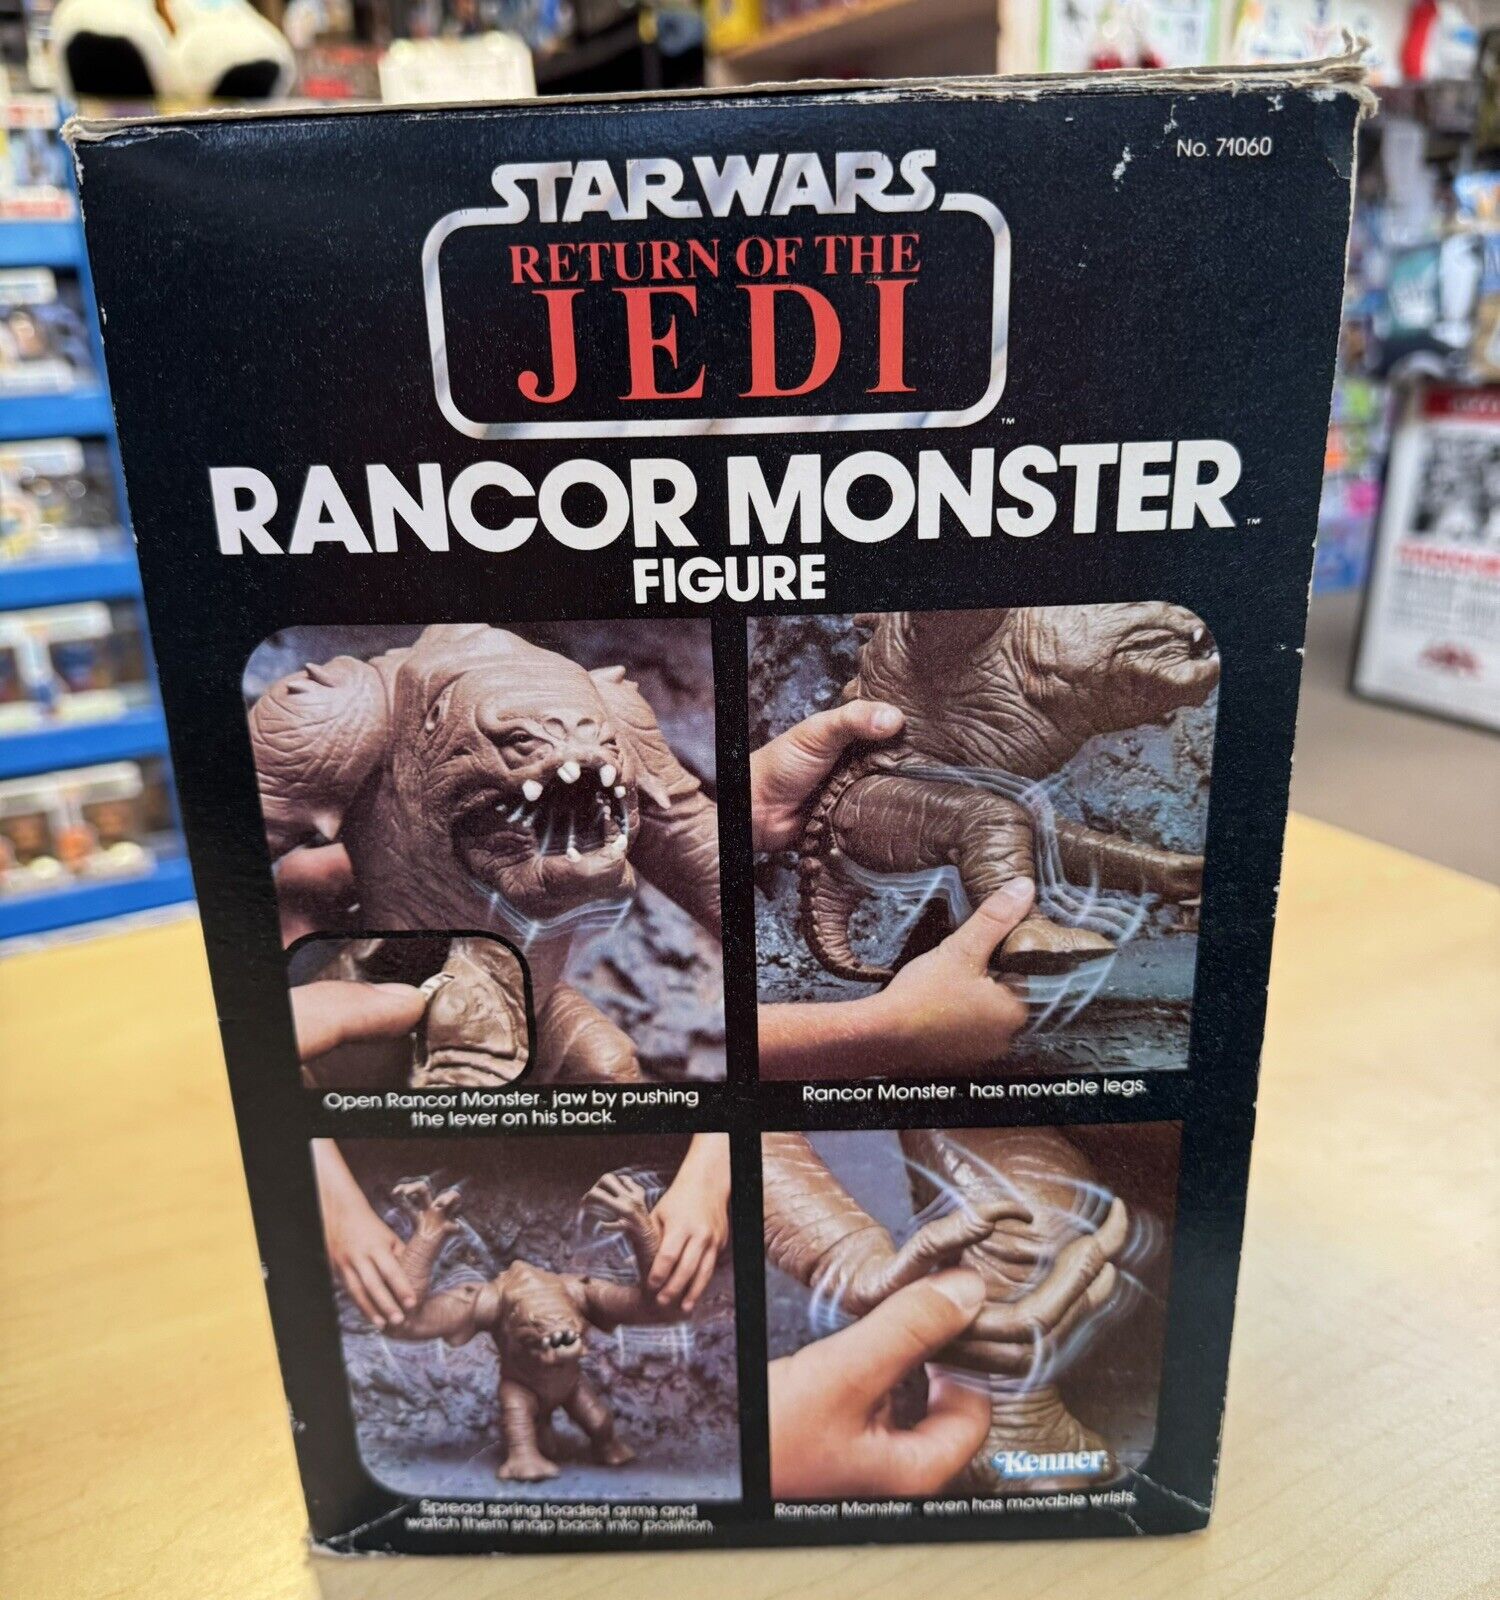 No. 71060
STAR WARS
RETURN OF THE
JEDI
TM
RANCOR MONSTER TM
FIGURE
Open Rancor Monster jaw by pushing
the lever on his back.
Rancor Monster has movable legs.
Spread spring loaded arms and
watch them snap back into position
Rancor Monster even has movable wrists.
Kenner